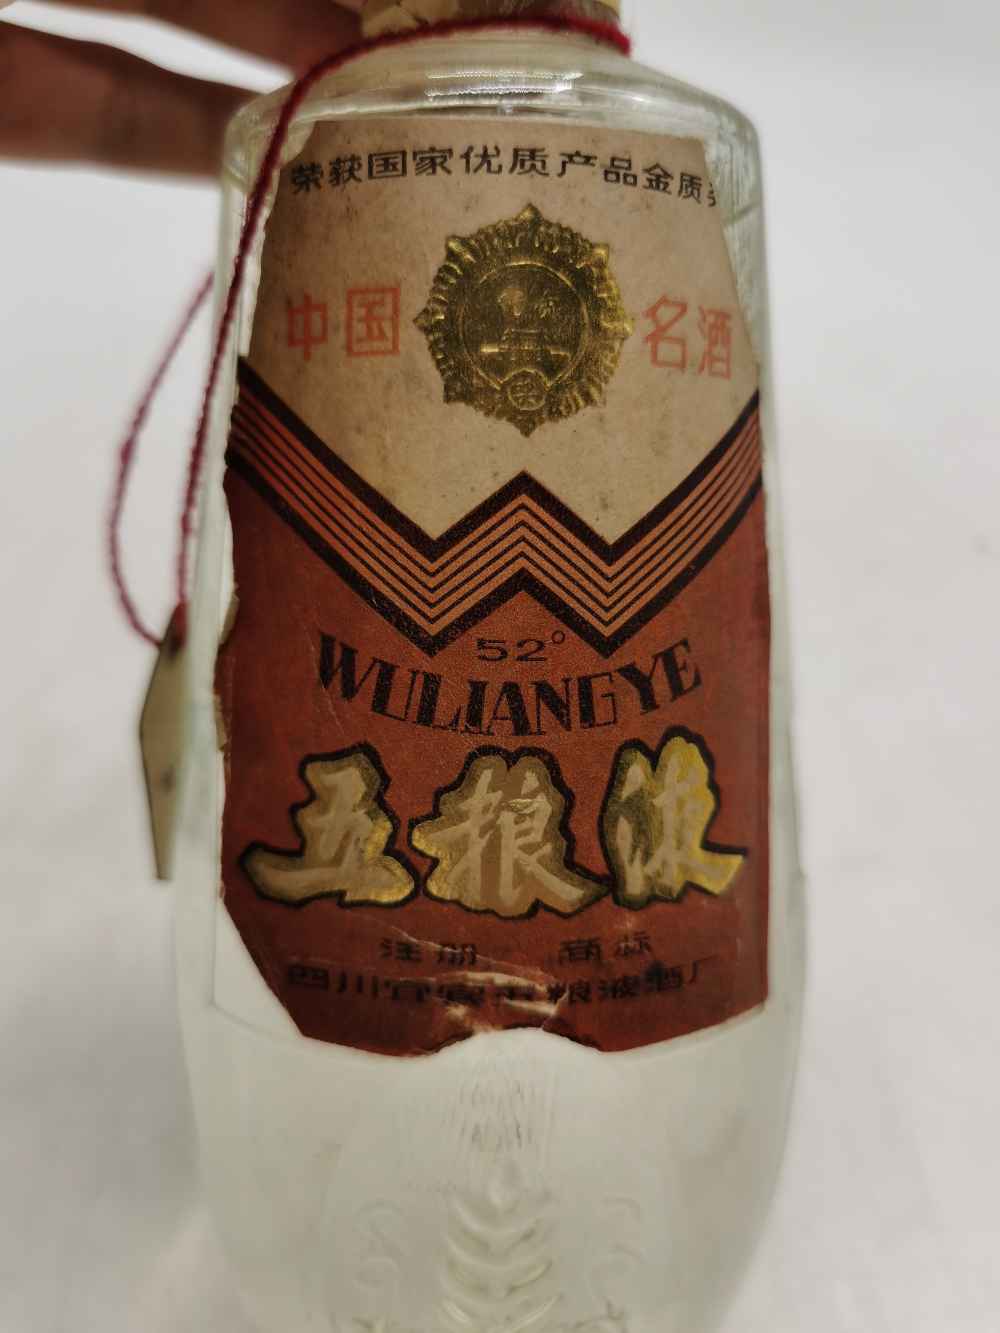 荣获国家优质产品金质
中国 名酒
52°
WULIANGYE
五粮液
注册 商标
四川宜宾五粮液酒厂